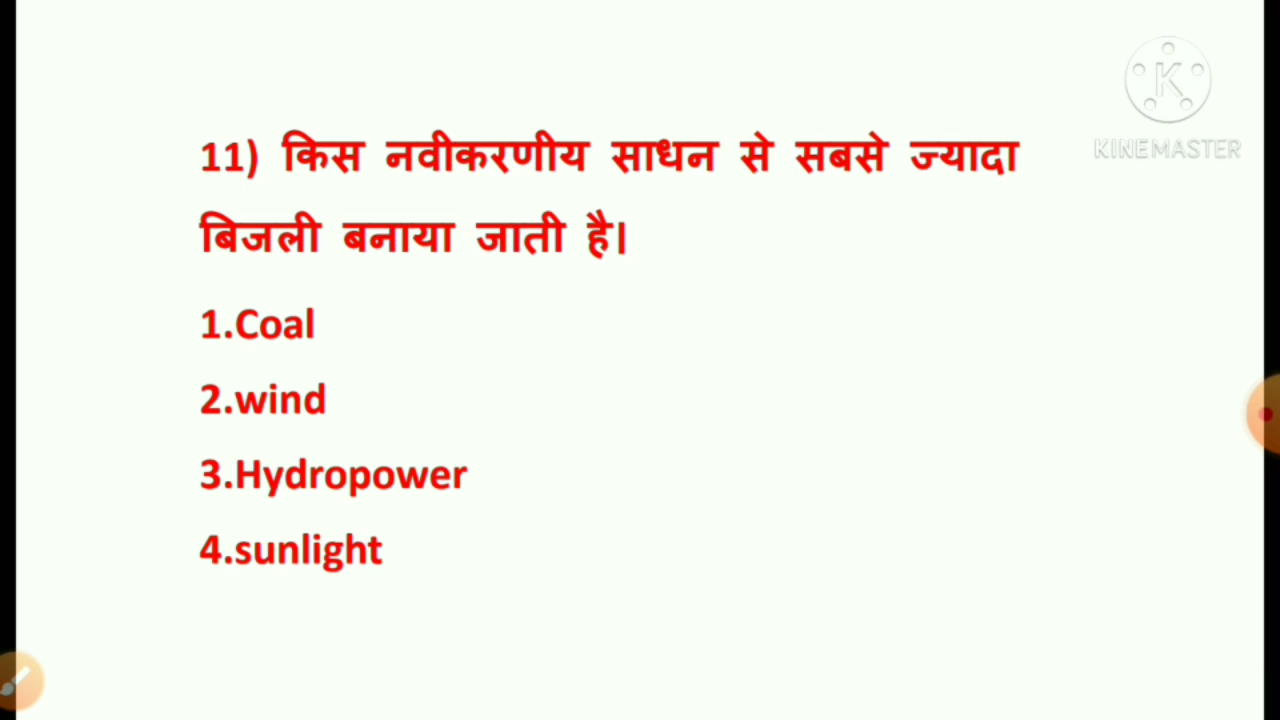 11) किस नवीकरणीय साधन से सबसे ज्यादा
बिजली बनाया जाती है।
1.Coal
2.wind
3.Hydropower
4.sunlight
K
KINEMASTER